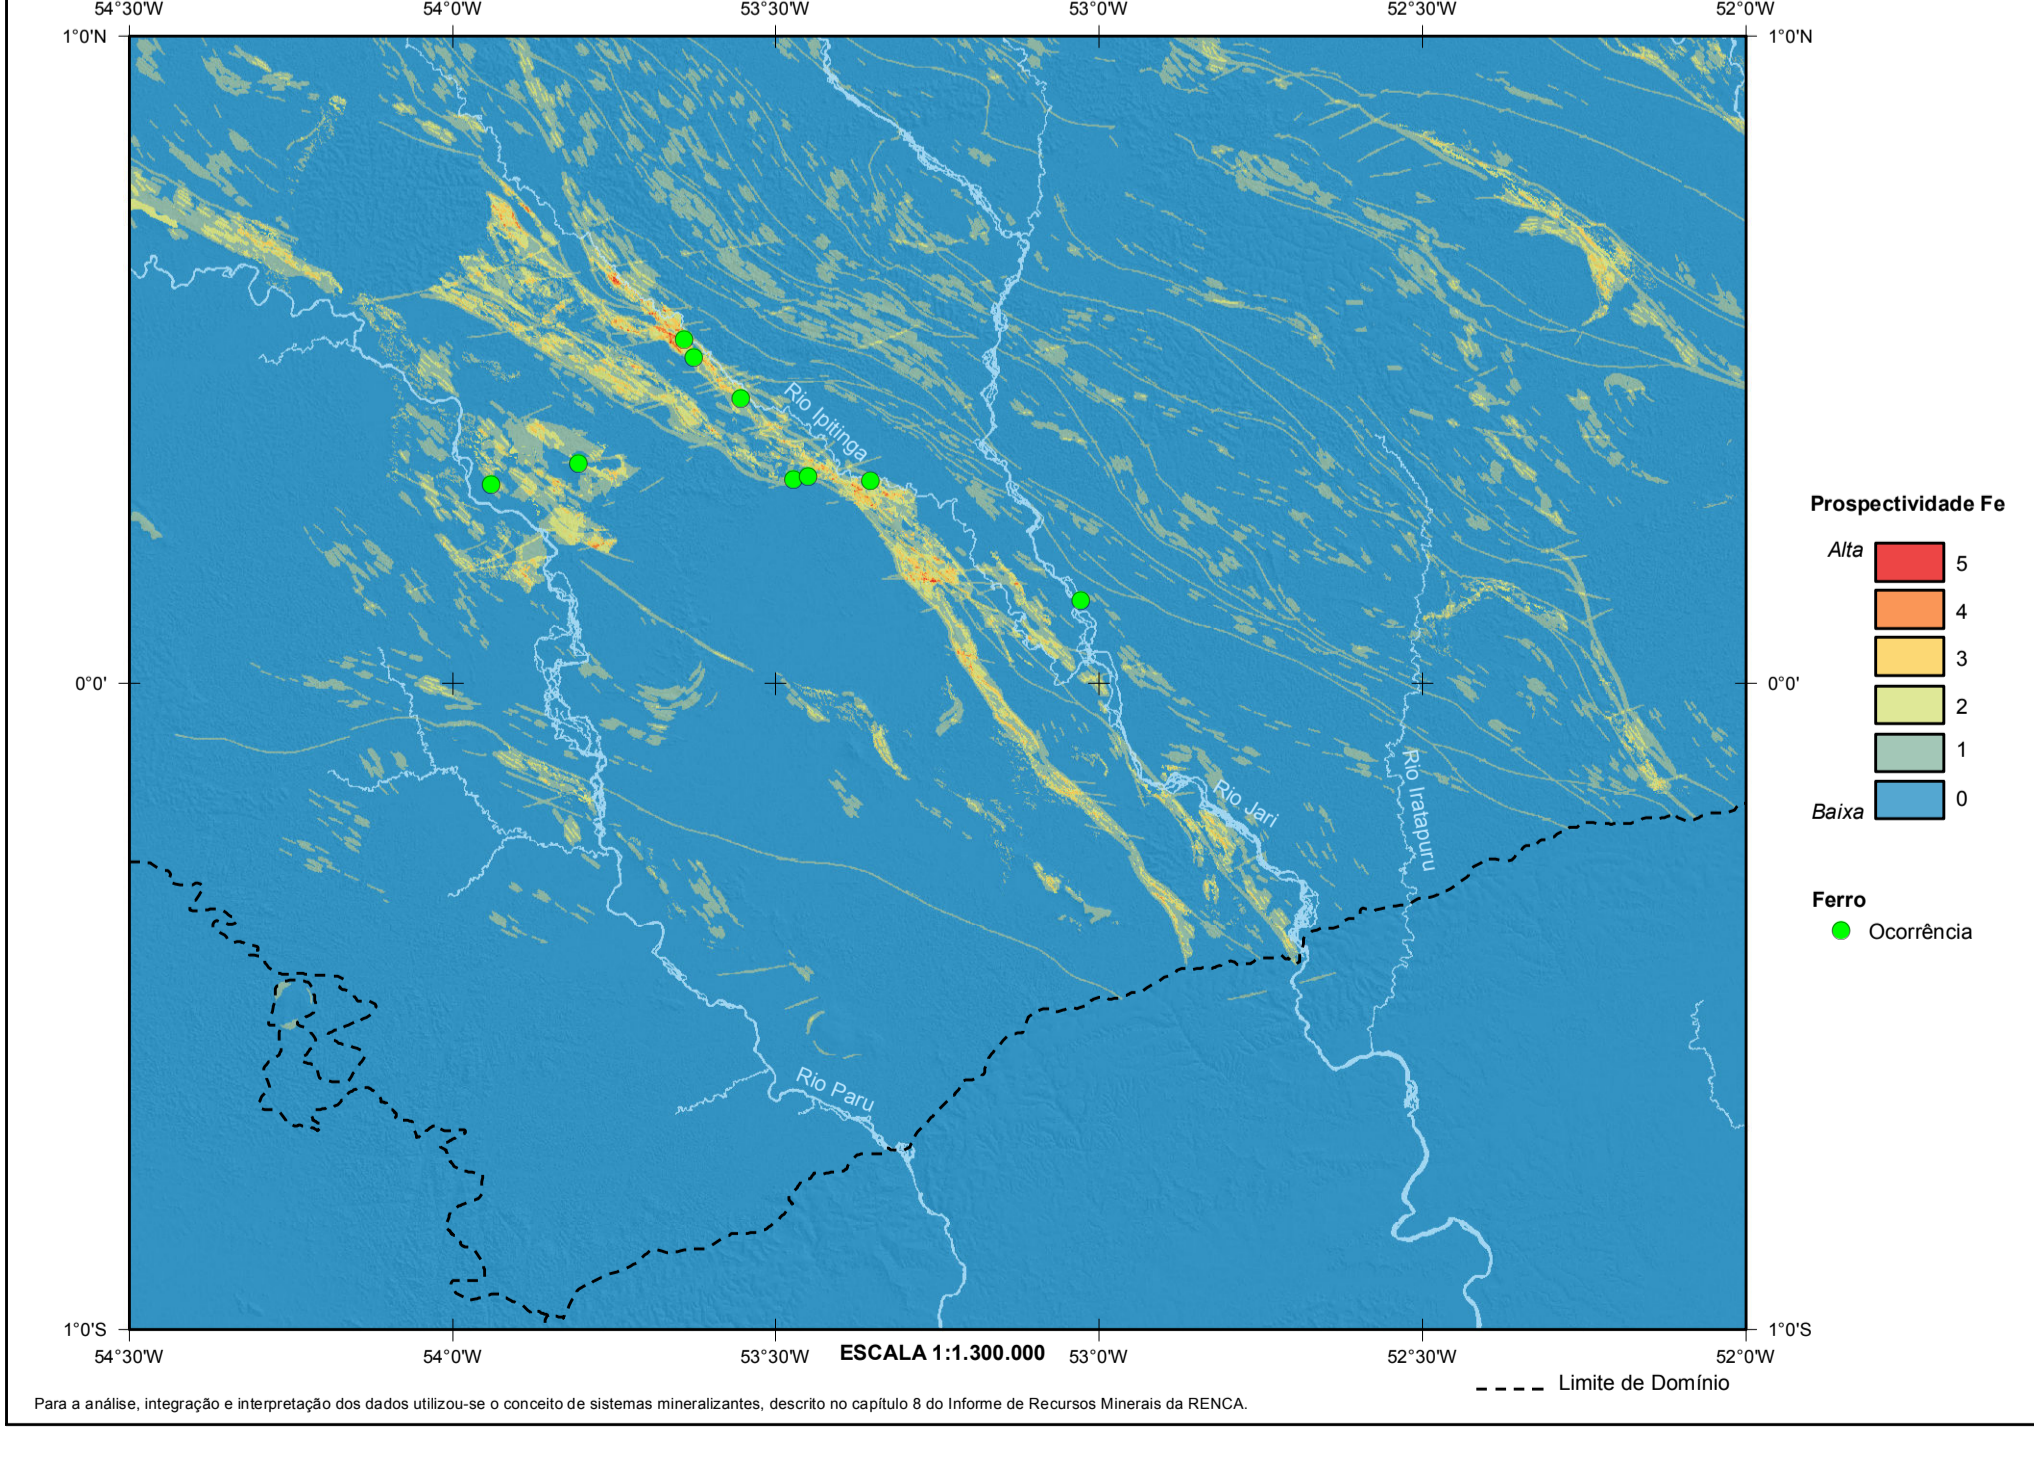 54°30'W 54°0'W 53°30'W 53°0'W 52°30'W 52°0'W
1°0'N 1°0'N
Rio Ipitinga
Prospectividade Fe
Alta 5
4
3
2
1
Baixa 0
0°0' 0°0'
Rio Jari
Rio Iratapuru
Ferro
Ocorrência
Rio Paru
1°0'S 1°0'S
54°30'W 54°0'W 53°30'W 53°0'W 52°30'W 52°0'W
ESCALA 1:1.300.000
Limite de Domínio
Para a análise, integração e interpretação dos dados utilizou-se o conceito de sistemas mineralizantes, descrito no capítulo 8 do Informe de Recursos Minerais da RENCA.